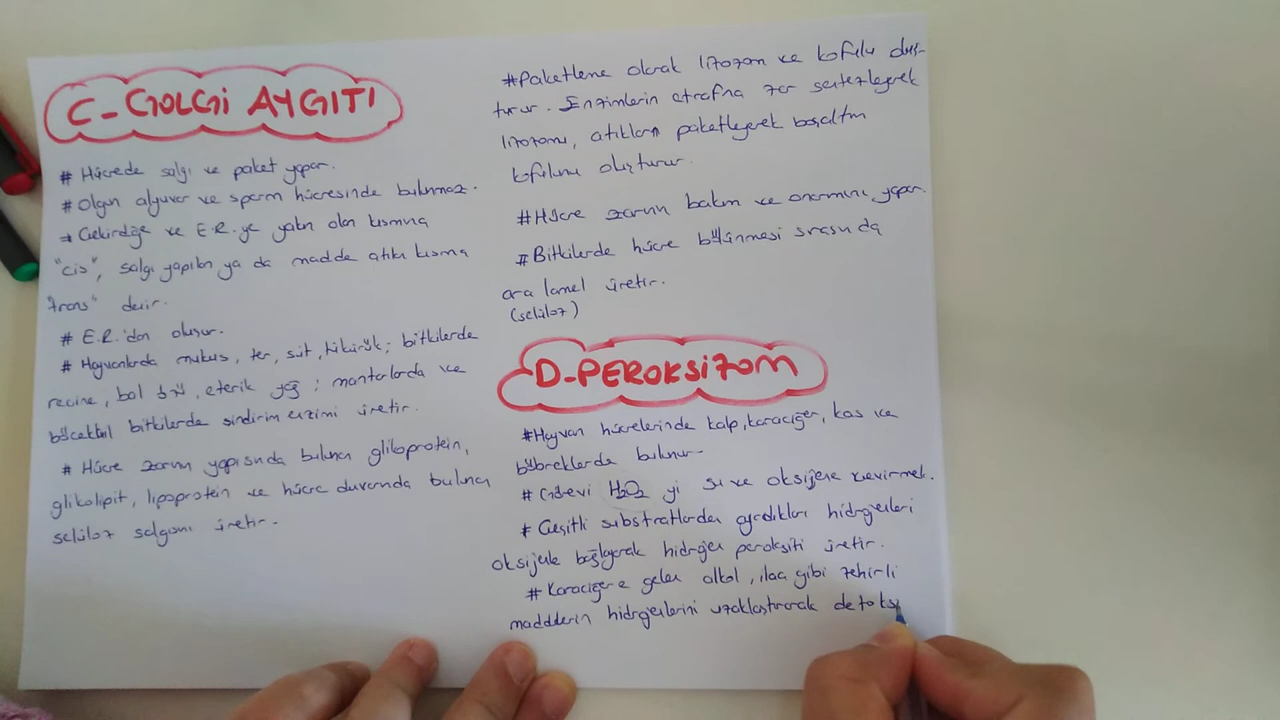 C- GOLGİ AYGITI
# Hücrede salgı ve paket yapar.
# Olgun alyuvar ve sperm hücresinde bulunmaz.
→ Çekirdeğe ve E.R. ye yakın olan kısmına
"cis", salgı yapılan ya da madde atılan kısma
"trans" denir.
# E.R.'dan oluşur.
# Hayvanlarda mukus, ter, süt, tükürük; bitkilerde
reçine, bal özü, eterik yağ; mantarlarda ve
böcekçil bitkilerde sindirim enzimi üretir.
# Hücre zarının yapısında bulunan glikoprotein,
glikolipit, lipoprotein ve hücre duvarında bulunan
selüloz salgısını üretir.
#Paketleme olarak lizozom ve kofulu oluş-
turur. Enzimlerin etrafına zar sentezleyerek
lizozomu, atıkları paketleyerek boşaltım
kofulunu oluşturur.
#Hücre zarının bakım ve onarımını yapar.
#Bitkilerde hücre bölünmesi sırasında
ara lamel üretir.
(selüloz)
D-PEROKSİZOM
#Hayvan hücrelerinde kalp, karaciğer, kas ve
böbreklerde bulunur.
# Görevi H₂O₂ yi su ve oksijene çevirmek.
# Çeşitli substratlardan ayırdıkları hidrojenleri
oksijenle bağlayarak hidrojen peroksiti üretir.
# Karaciğere gelen alkol, ilaç gibi zehirli
maddelerin hidrojenlerini uzaklaştırarak detoksi